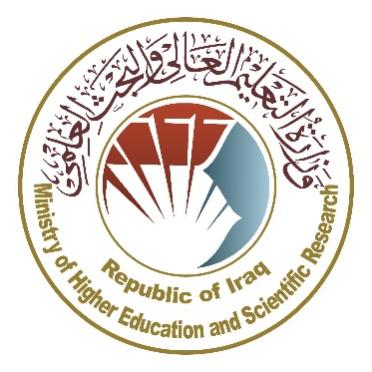 وزارة التعليم العالي والبحث العلمي
Republic of Iraq
Ministry of Higher Education and Scientific Research